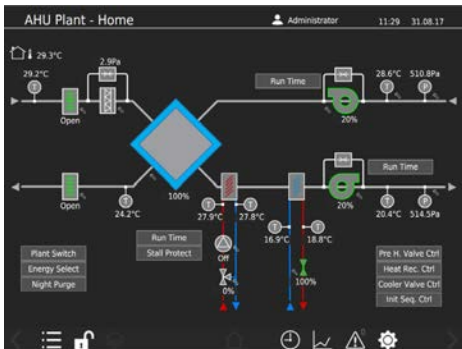 AHU Plant - Home
Administrator
11:29 31.08.17
29.3°C
29.2°C
2.9Pa
Run Time
28.6°C
510.8Pa
T
T
P
Open
20%
Run Time
100%
Open
T
24.2°C
T
27.9°C
T
27.8°C
20%
T
20.4°C
P
514.5Pa
T
16.9°C
T
18.8°C
Run Time
Stall Protect
Off
0%
100%
Plant Switch
Energy Select
Night Purge
Pre H. Valve Ctrl
Heat Rec. Ctrl
Cooler Valve Ctrl
Init Seq. Ctrl
0